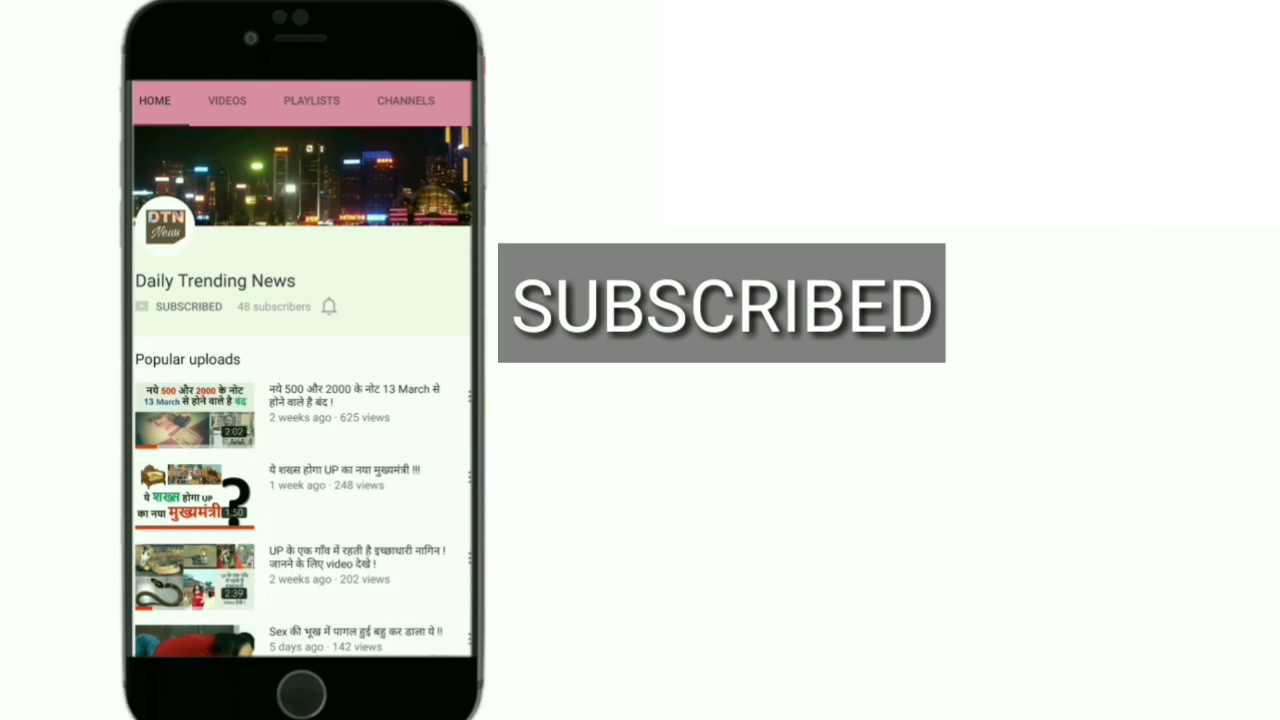 HOME VIDEOS PLAYLISTS CHANNELS
HITACHI
DTN
News
Daily Trending News
SUBSCRIBED 48 subscribers
SUBSCRIBED
Popular uploads
नये 500 और 2000 के नोट
13 March से होने वाले है बंद
2:02
नये 500 और 2000 के नोट 13 March से
होने वाले है बंद !
2 weeks ago · 625 views
ये शख्स होगा UP
का नया मुख्यमंत्री
?
1:50
ये शख्स होगा UP का नया मुख्यमंत्री !!!
1 week ago · 248 views
2:39
UP के एक गाँव में रहती है इच्छाधारी नागिन !
जानने के लिए video देखे !
2 weeks ago · 202 views
Sex की भूख में पागल हुई बहु कर डाला ये !!
5 days ago · 142 views